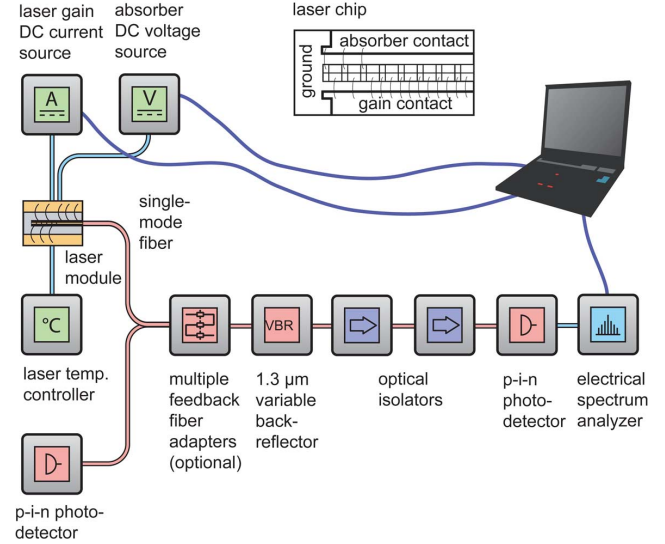 laser gain
DC current
source
absorber
DC voltage
source
laser chip
ground
absorber contact
gain contact
A
V
single-
mode
fiber
laser
module
°C
VBR
laser temp.
controller
multiple
feedback
fiber
adapters
(optional)
1.3 µm
variable
back-
reflector
optical
isolators
p-i-n
photo-
detector
electrical
spectrum
analyzer
p-i-n photo-
detector